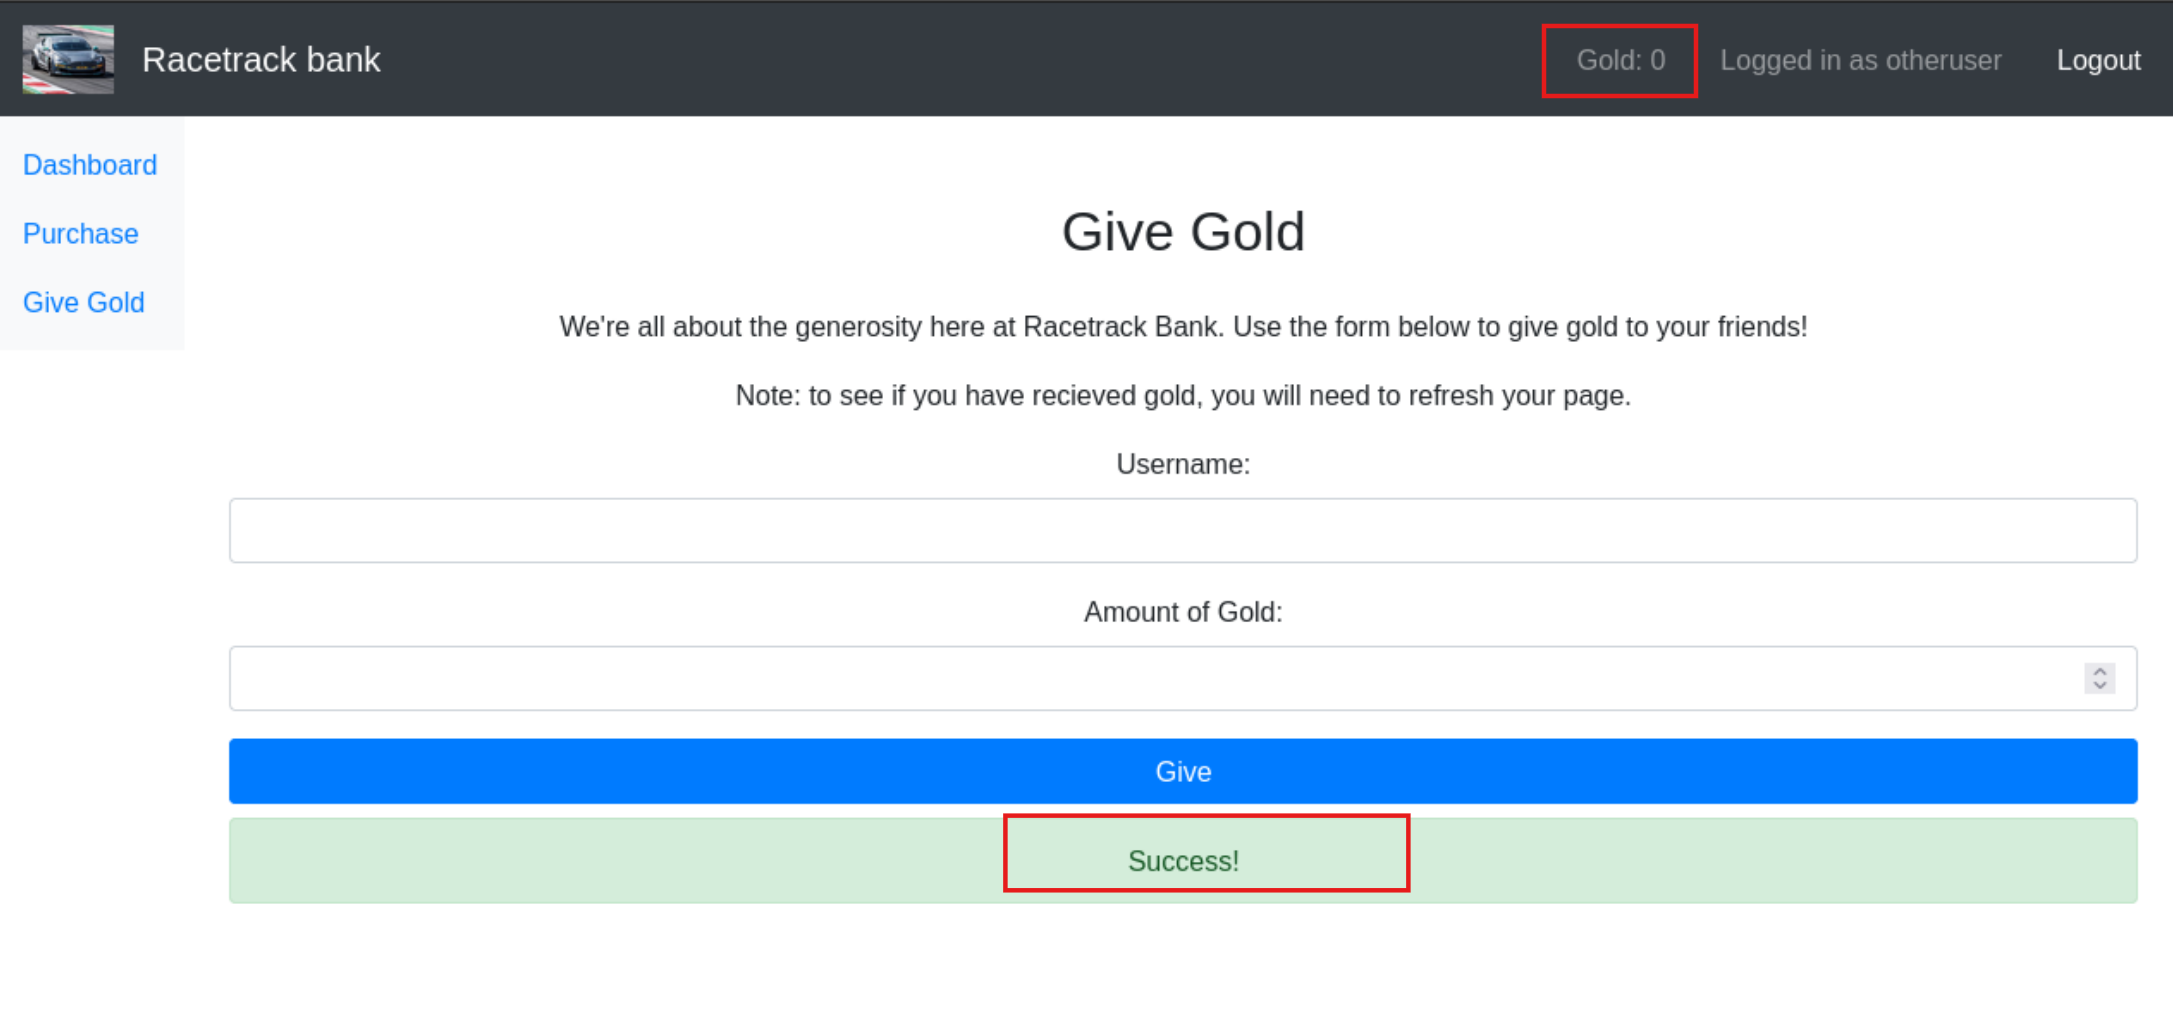 Racetrack bank
Gold: 0
Logged in as otheruser
Logout
Dashboard
Purchase
Give Gold
Give Gold
We're all about the generosity here at Racetrack Bank. Use the form below to give gold to your friends!
Note: to see if you have recieved gold, you will need to refresh your page.
Username:
Amount of Gold:
Give
Success!